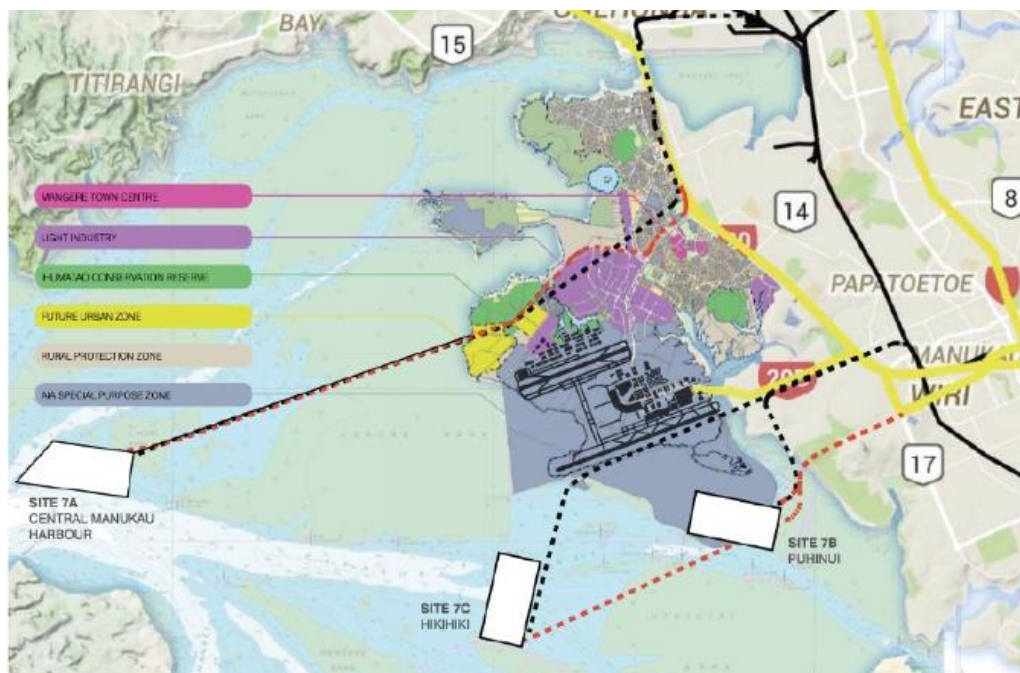 BAY
15
TITIRANGI
EAST
MANGERE TOWN CENTRE
14
8
LIGHT INDUSTRY
20
IHUMATAO CONSERVATION RESERVE
PAPATOETOE
FUTURE URBAN ZONE
RURAL PROTECTION ZONE
MANUKAU
AIA SPECIAL PURPOSE ZONE
WIRI
17
SITE 7A
CENTRAL MANUKAU
HARBOUR
SITE 7B
PUHINUI
SITE 7C
HIKIHIKI